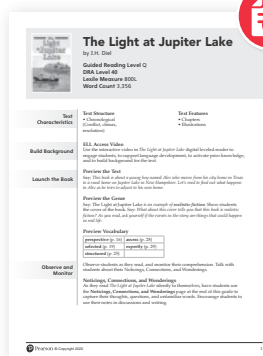 The Light at Jupiter Lake
by J.H. Diel
Guided Reading Level Q
DRA Level 40
Lexile Measure 800L
Word Count 3,356
Text
Characteristics
Text Structure
• Chronological
(Conflict, climax,
resolution)
Text Features
• Chapters
• Illustrations
Build Background
ELL Access Video
Use the interactive video in The Light at Jupiter Lake digital leveled reader to
engage students, to support language development, to activate prior knowledge,
and to build background for the text.
Launch the Book
Preview the Text
Say: This book is about a young boy named Alex who moves from his city home in Texas
to a rural home on Jupiter Lake in New Hampshire. Let's read to find out what happens
to Alex as he tries to adjust to his new home.
Preview the Genre
Say: The Light at Jupiter Lake is an example of realistic fiction. Show students
the cover of the book. Say: What about this cover tells you that this book is realistic
fiction? As you read, ask yourself if the events in the story are things that could happen
in real life.
Preview Vocabulary
perspective (p. 16) assess (p. 28)
selected (p. 19) expertly (p. 29)
structured (p. 25)
Observe and
Monitor
Observe students as they read, and monitor their comprehension. Talk with
students about their Noticings, Connections, and Wonderings.
Noticings, Connections, and Wonderings
As they read The Light at Jupiter Lake silently to themselves, have students use
the Noticings, Connections, and Wonderings page at the end of this guide to
capture their thoughts, questions, and unfamiliar words. Encourage students to
use their notes in discussions and writing.
Pearson © Copyright 2020
1